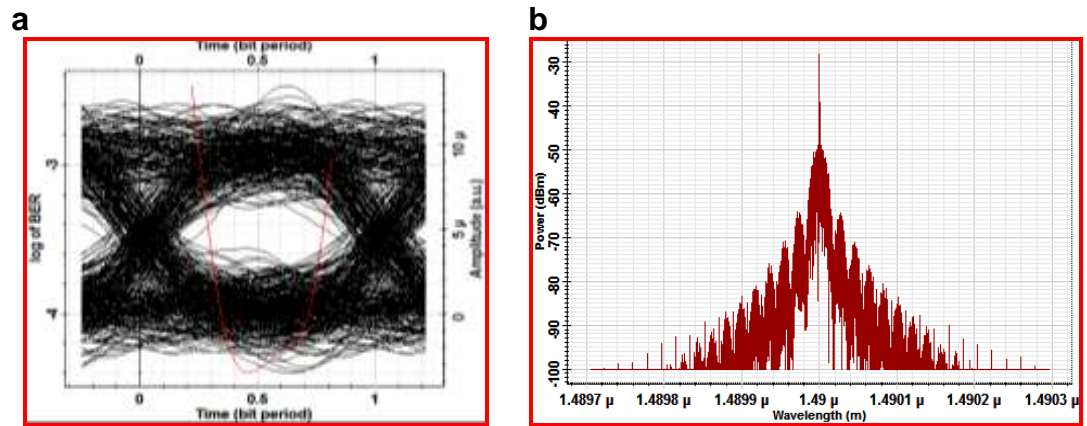 a
Time (bit period)
0 0.5 1
log of BER
-3
-4
Amplitude [a.u.]
10 µ
5 µ
0
0 0.5 1
Time (bit period)
b
Power (dBm)
-30
-40
-50
-60
-70
-80
-90
-100
1.4897 µ 1.4898 µ 1.4899 µ 1.49 µ 1.4901 µ 1.4902 µ 1.4903 µ
Wavelength (m)